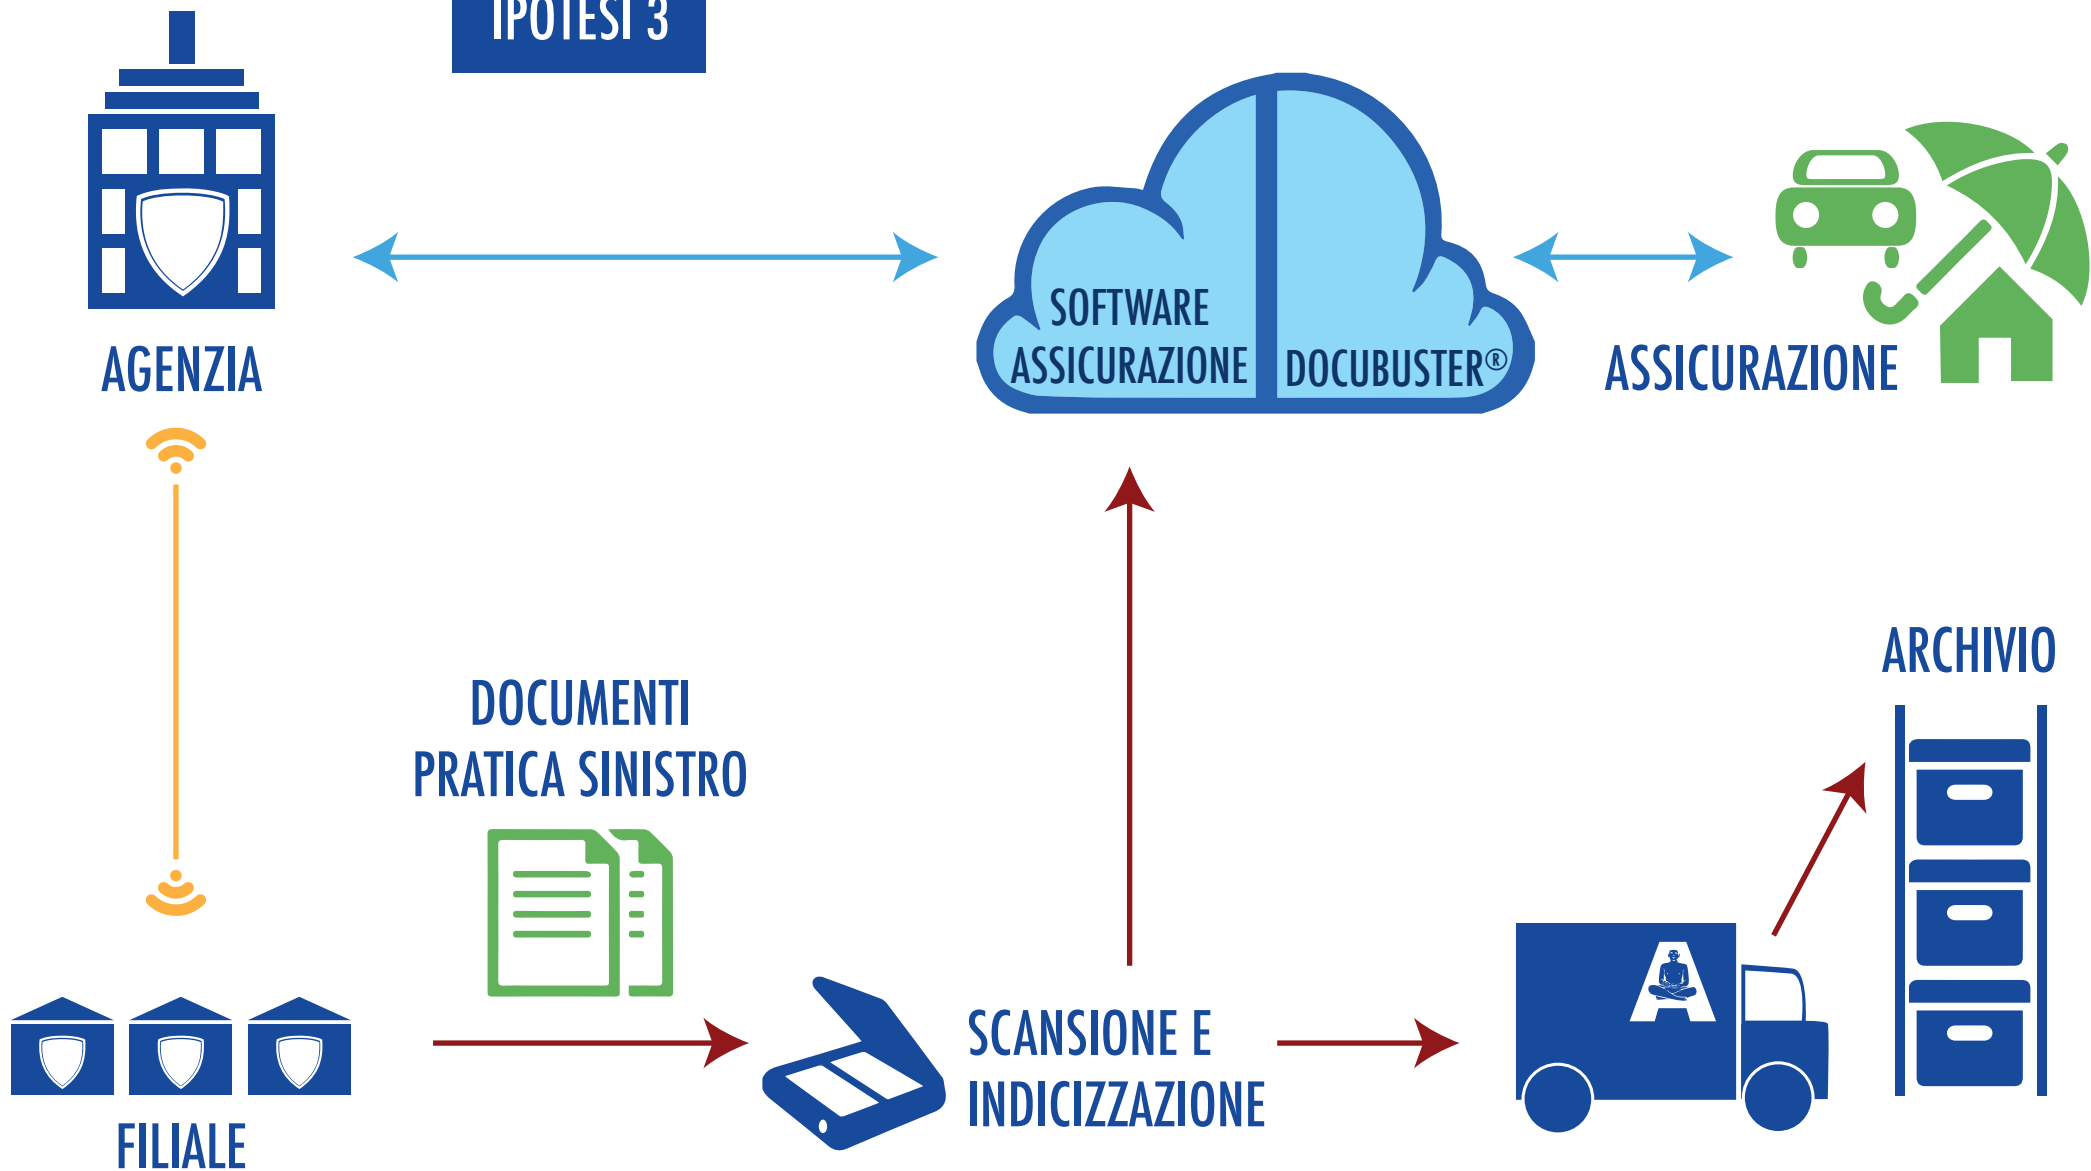 IPOTESI 3
AGENZIA
SOFTWARE
ASSICURAZIONE
DOCUBUSTER®
ASSICURAZIONE
ARCHIVIO
DOCUMENTI
PRATICA SINISTRO
A
SCANSIONE E
INDICIZZAZIONE
FILIALE